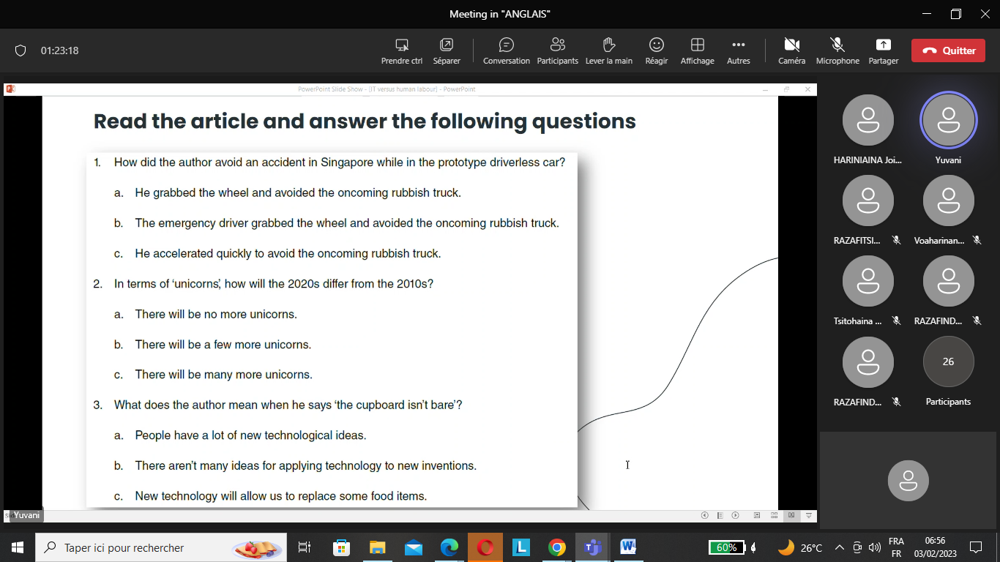 Meeting in "ANGLAIS"
01:23:18
Prendre ctrl Séparer Conversation Participants Lever la main Réagir Affichage Autres Caméra Microphone Partager Quitter
PowerPoint Slide Show - [IT versus human labour] - PowerPoint
Read the article and answer the following questions
1. How did the author avoid an accident in Singapore while in the prototype driverless car?
a. He grabbed the wheel and avoided the oncoming rubbish truck.
b. The emergency driver grabbed the wheel and avoided the oncoming rubbish truck.
c. He accelerated quickly to avoid the oncoming rubbish truck.
2. In terms of ‘unicorns’, how will the 2020s differ from the 2010s?
a. There will be no more unicorns.
b. There will be a few more unicorns.
c. There will be many more unicorns.
3. What does the author mean when he says ‘the cupboard isn’t bare’?
a. People have a lot of new technological ideas.
b. There aren’t many ideas for applying technology to new inventions.
c. New technology will allow us to replace some food items.
Yuvani
HARINIAINA Joi... Yuvani
RAZAFITSI... Voaharinan...
Tsitohaina ... RAZAFIND...
26
RAZAFIND... Participants
Taper ici pour rechercher
L
60%
26°C
FRA
FR
06:56
03/02/2023